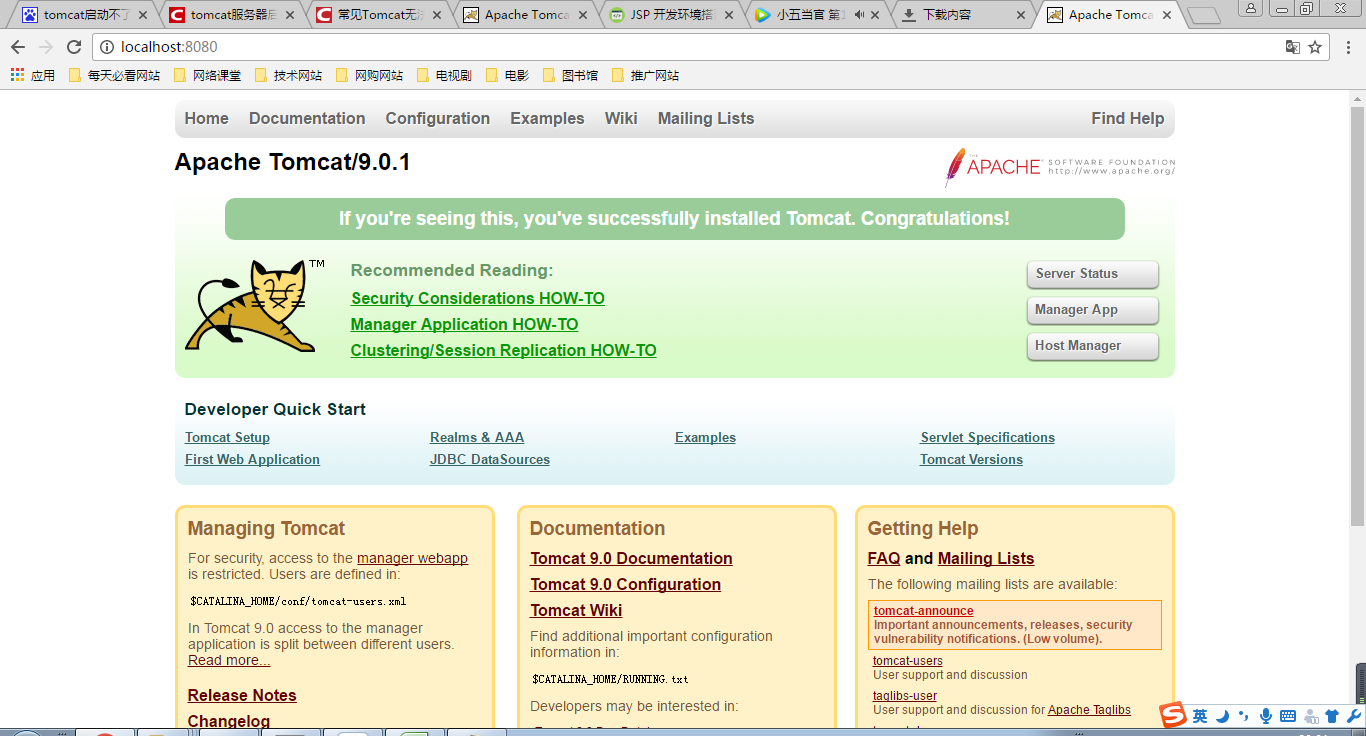 tomcat启动不了
tomcat服务器启
常见Tomcat无法
Apache Tomca
JSP 开发环境搭
小五当官 第1
下载内容
Apache Tomca
localhost:8080
应用 每天必看网站 网络课堂 技术网站 网购网站 电视剧 电影 图书馆 推广网站
Home Documentation Configuration Examples Wiki Mailing Lists Find Help
Apache Tomcat/9.0.1
THE APACHE SOFTWARE FOUNDATION
http://www.apache.org/
If you're seeing this, you've successfully installed Tomcat. Congratulations!
TM
Recommended Reading:
Security Considerations HOW-TO
Manager Application HOW-TO
Clustering/Session Replication HOW-TO
Server Status
Manager App
Host Manager
Developer Quick Start
Tomcat Setup
First Web Application
Realms & AAA
JDBC DataSources
Examples
Servlet Specifications
Tomcat Versions
Managing Tomcat
For security, access to the manager webapp
is restricted. Users are defined in:
$CATALINA_HOME/conf/tomcat-users.xml
In Tomcat 9.0 access to the manager
application is split between different users.
Read more...
Release Notes
Changelog
Documentation
Tomcat 9.0 Documentation
Tomcat 9.0 Configuration
Tomcat Wiki
Find additional important configuration
information in:
$CATALINA_HOME/RUNNING.txt
Developers may be interested in:
Getting Help
FAQ and Mailing Lists
The following mailing lists are available:
tomcat-announce
Important announcements, releases, security
vulnerability notifications. (Low volume).
tomcat-users
User support and discussion
taglibs-user
User support and discussion for Apache Taglibs
英